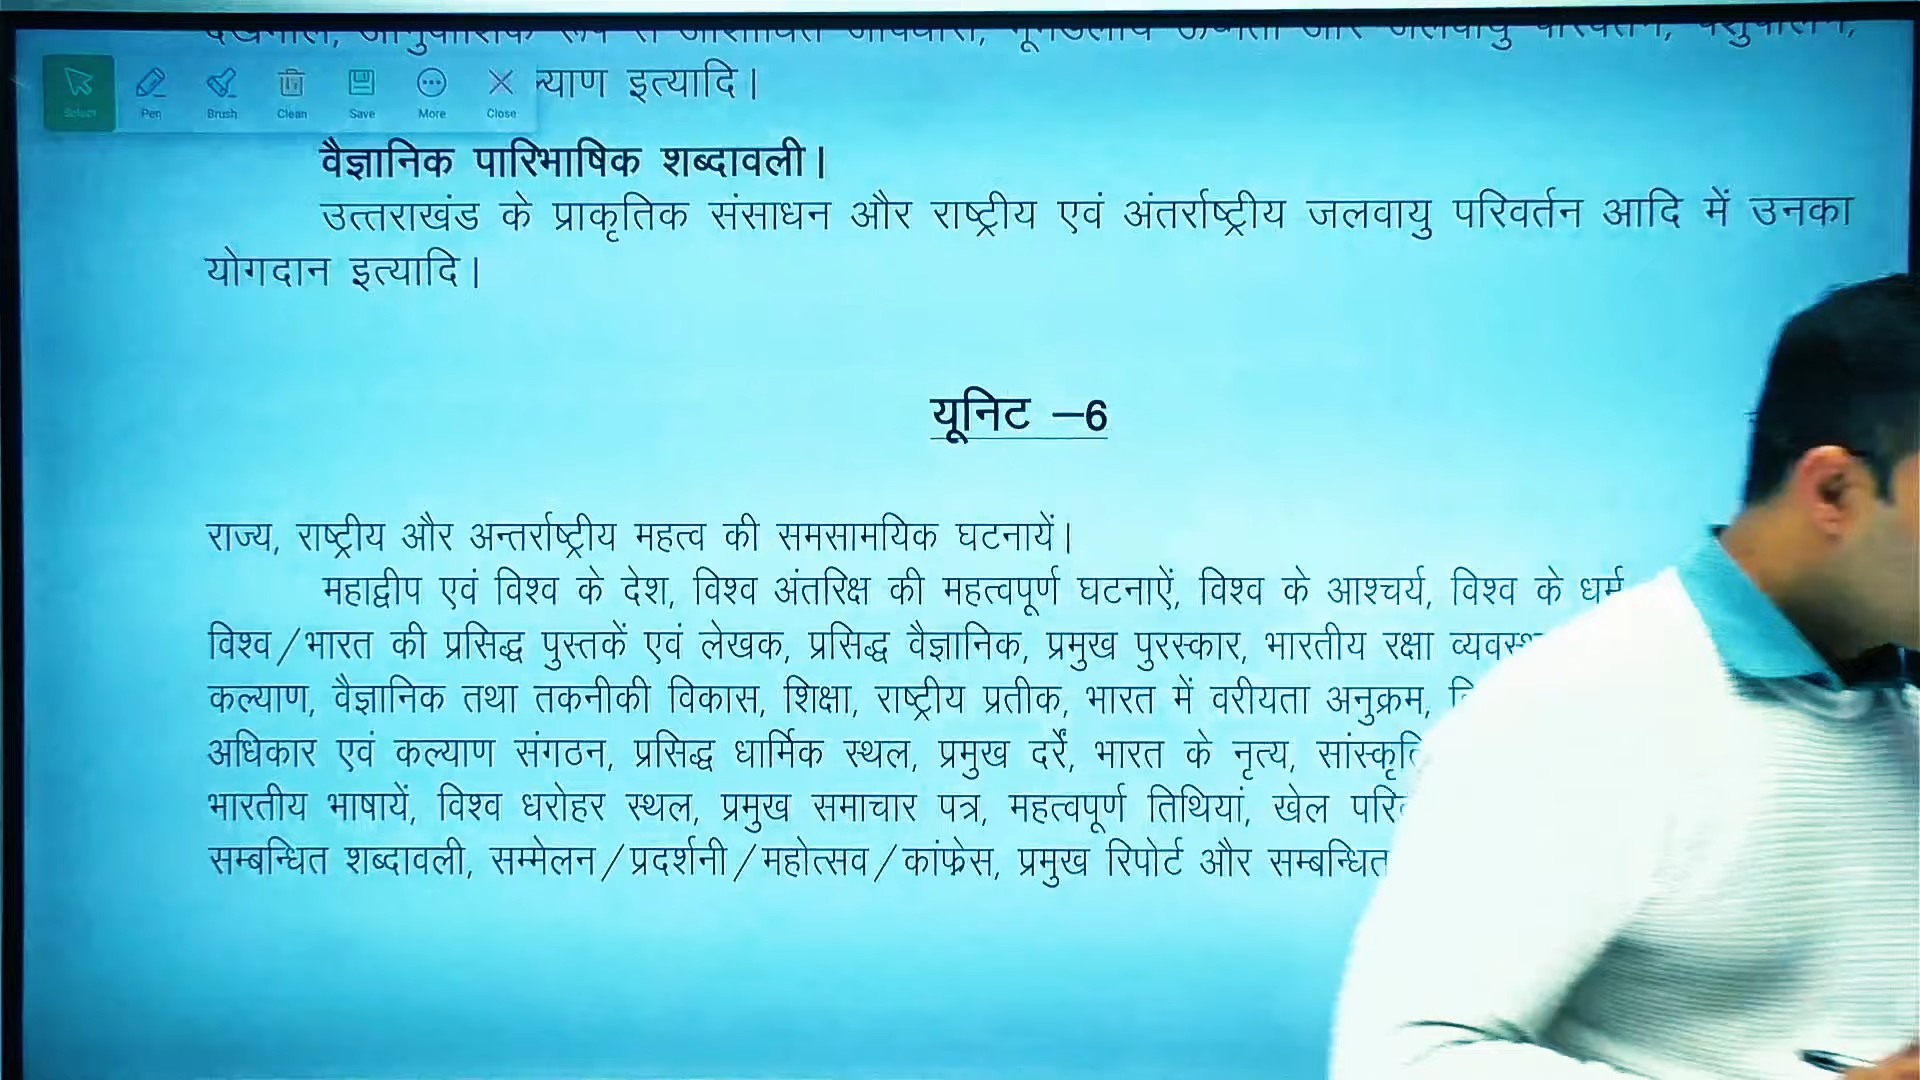 Select Pen Brush Clean Save More Close
इत्यादि।
वैज्ञानिक पारिभाषिक शब्दावली।
उत्तराखंड के प्राकृतिक संसाधन और राष्ट्रीय एवं अंतर्राष्ट्रीय जलवायु परिवर्तन आदि में उनका
योगदान इत्यादि।
यूनिट –6
राज्य, राष्ट्रीय और अन्तर्राष्ट्रीय महत्व की समसामयिक घटनायें।
महाद्वीप एवं विश्व के देश, विश्व अंतरिक्ष की महत्वपूर्ण घटनाऐं, विश्व के आश्चर्य, विश्व के धर्म
विश्व/भारत की प्रसिद्ध पुस्तकें एवं लेखक, प्रसिद्ध वैज्ञानिक, प्रमुख पुरस्कार, भारतीय रक्षा
कल्याण, वैज्ञानिक तथा तकनीकी विकास, शिक्षा, राष्ट्रीय प्रतीक, भारत में वरीयता अनुक्रम,
अधिकार एवं कल्याण संगठन, प्रसिद्ध धार्मिक स्थल, प्रमुख दर्रें, भारत के नृत्य,
भारतीय भाषायें, विश्व धरोहर स्थल, प्रमुख समाचार पत्र, महत्वपूर्ण तिथियां, खेल
सम्बन्धित शब्दावली, सम्मेलन/प्रदर्शनी/महोत्सव/कांफ्रेस, प्रमुख रिपोर्ट और सम्बन्धित